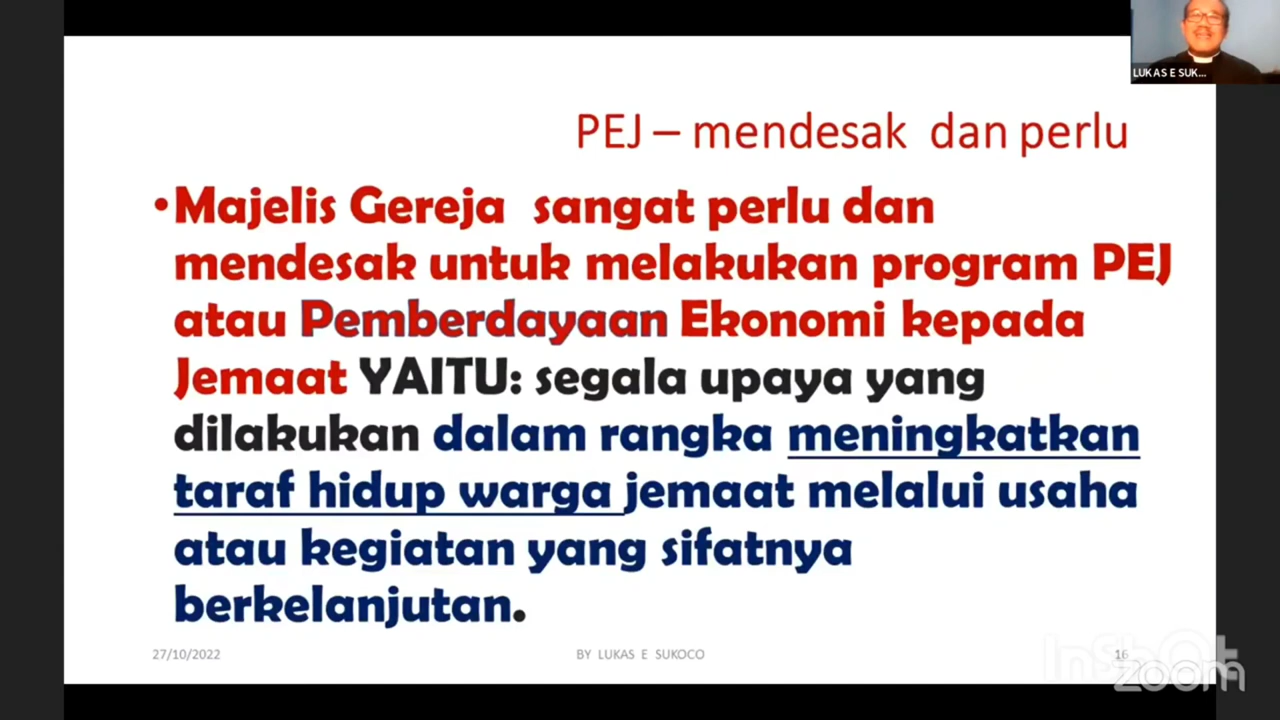 LUKAS E SUK...
PEJ – mendesak dan perlu
•Majelis Gereja sangat perlu dan
mendesak untuk melakukan program PEJ
atau Pemberdayaan Ekonomi kepada
Jemaat YAITU: segala upaya yang
dilakukan dalam rangka meningkatkan
taraf hidup warga jemaat melalui usaha
atau kegiatan yang sifatnya
berkelanjutan.
27/10/2022 BY LUKAS E SUKOCO 16
InShOt
zoom